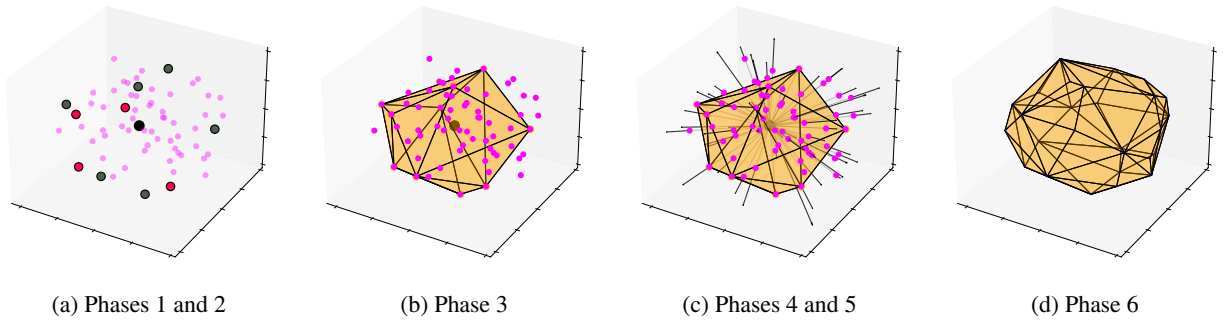 (a) Phases 1 and 2
(b) Phase 3
(c) Phases 4 and 5
(d) Phase 6